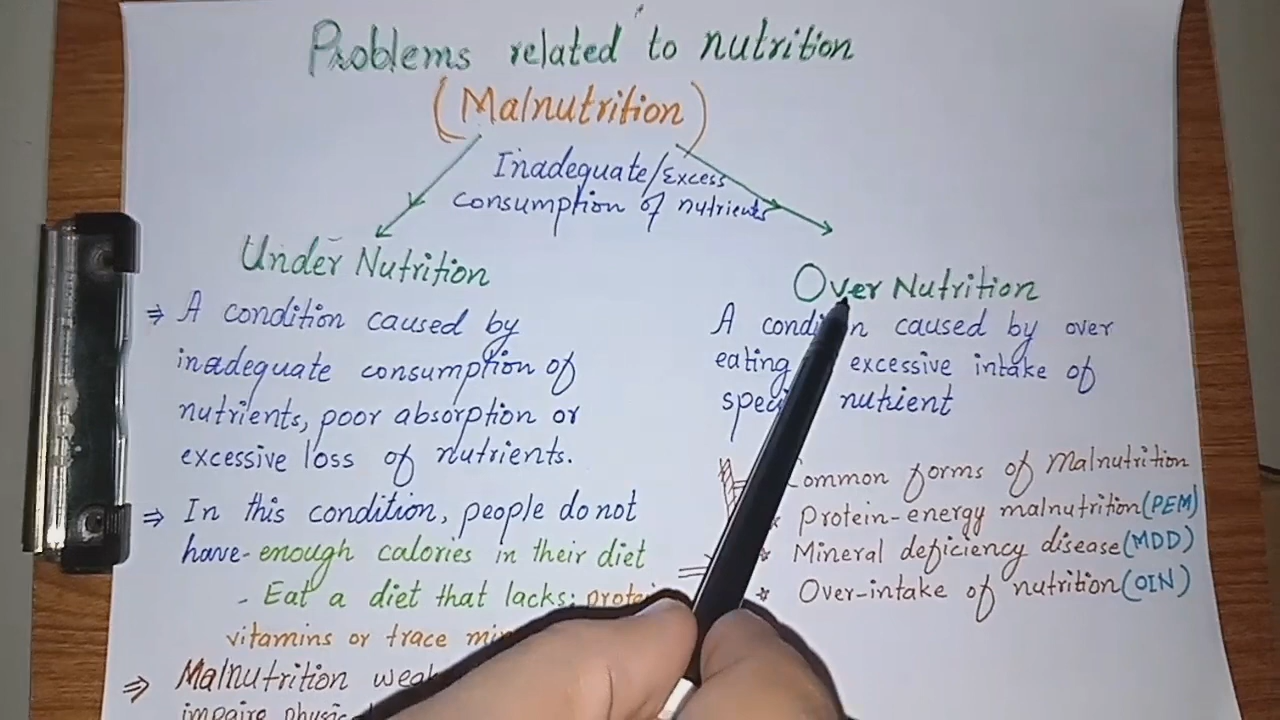 Problems related to nutrition
(Malnutrition)
Inadequate/Excess
consumption of nutrients
Under Nutrition
⇒ A condition caused by
inadequate consumption of
nutrients, poor absorption or
excessive loss of nutrients.
⇒ In this condition, people do not
have - enough calories in their diet
- Eat a diet that lacks:
vitamins or trace
⇒ Malnutrition
impaire
Over Nutrition
A caused by over
eating excessive intake of
nutrient
Common forms of Malnutrition
* Protein-energy malnutrition (PEM)
* Mineral deficiency disease (MDD)
* Over-intake of nutrition (OIN)